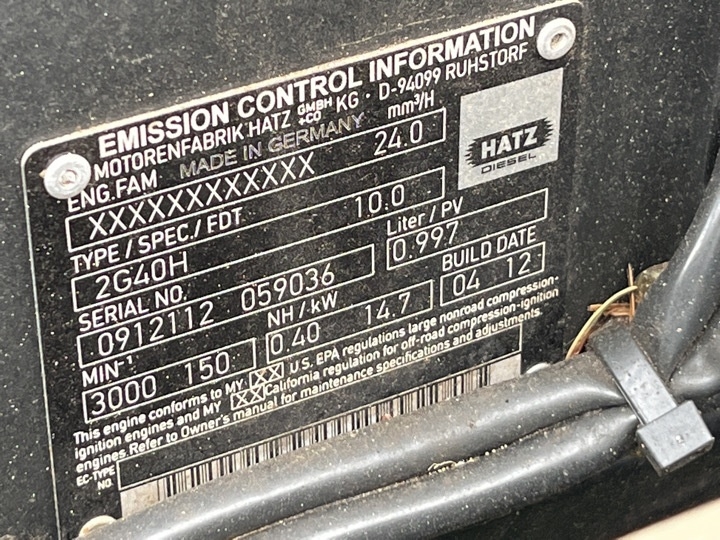 EMISSION CONTROL INFORMATION
MOTORENFABRIK HATZ GMBH +CO KG · D-94099 RUHSTORF
MADE IN GERMANY
ENG. FAM mm³/H
XXXXXXXXXXXX 24.0
HATZ
DIESEL
TYPE / SPEC./ FDT Liter / PV
2G40H 10.0 0.997
SERIAL NO. BUILD DATE
0912112 059036 04 12
MIN⁻¹ NH / kW
3000 150 0.40 14.7
This engine conforms to MY XX U.S. EPA regulations large nonroad compression-
ignition engines and MY XX California regulation for off-road compression-ignition
engines. Refer to Owner's manual for maintenance specifications and adjustments.
EC-TYPE
NO.